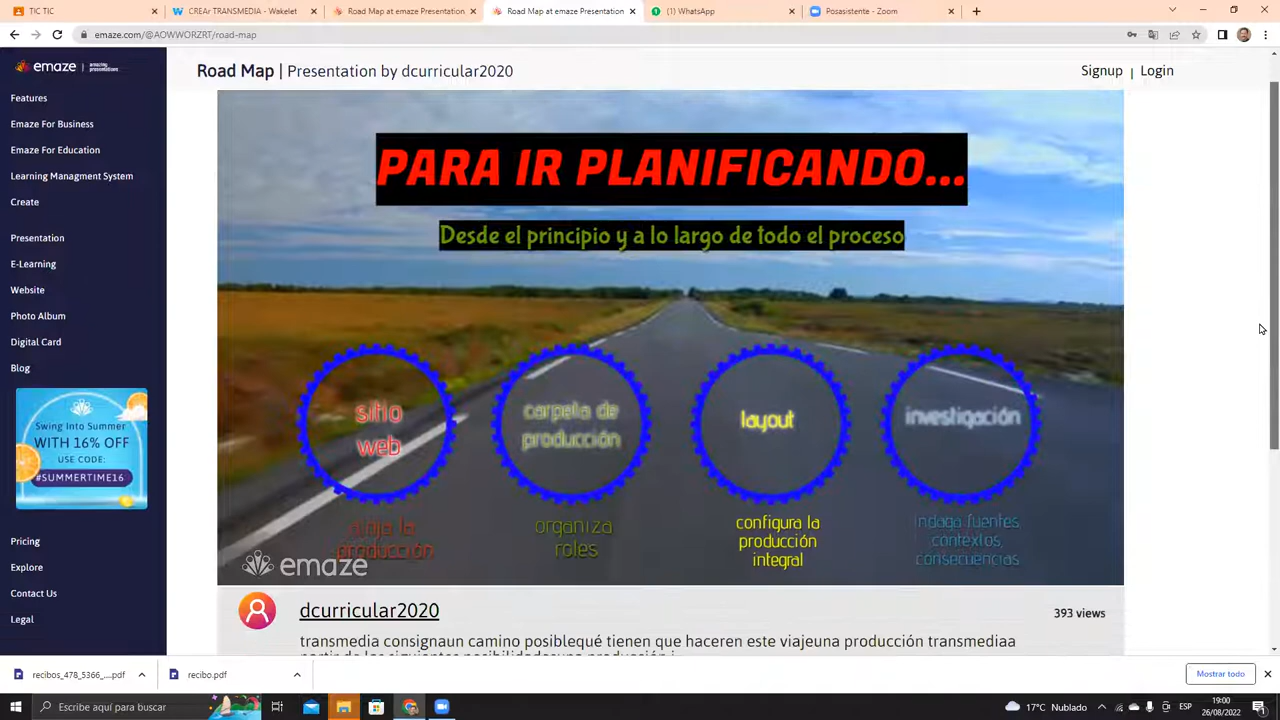 TIC TIC
CREAr TRANSMEDIA - Wakelet
Road Map at emaze Presentation
Road Map at emaze Presentation
(1) WhatsApp
Posasistente - Zoom
emaze.com/@AOWWORZRT/road-map
emaze
amazing presentations
Road Map | Presentation by dcurricular2020
Signup | Login
Features
Emaze For Business
Emaze For Education
Learning Managment System
Create
Presentation
E-Learning
Website
Photo Album
Digital Card
Blog
Swing Into Summer
WITH 16% OFF
USE CODE:
#SUMMERTIME16
Pricing
Explore
Contact Us
Legal
PARA IR PLANIFICANDO...
Desde el principio y a lo largo de todo el proceso
sitio
web
carpeta de
producción
layout
investigación
aloja la
producción
organiza
roles
configura la
producción
integral
indaga fuentes,
contextos,
consecuencias
emaze
dcurricular2020
393 views
transmedia consignaun camino posiblequé tienen que haceren este viajeuna producción transmediaa
recibos_478_5366_....pdf
recibo.pdf
Mostrar todo
Escribe aquí para buscar
17°C Nublado
ESP
19:00
26/08/2022